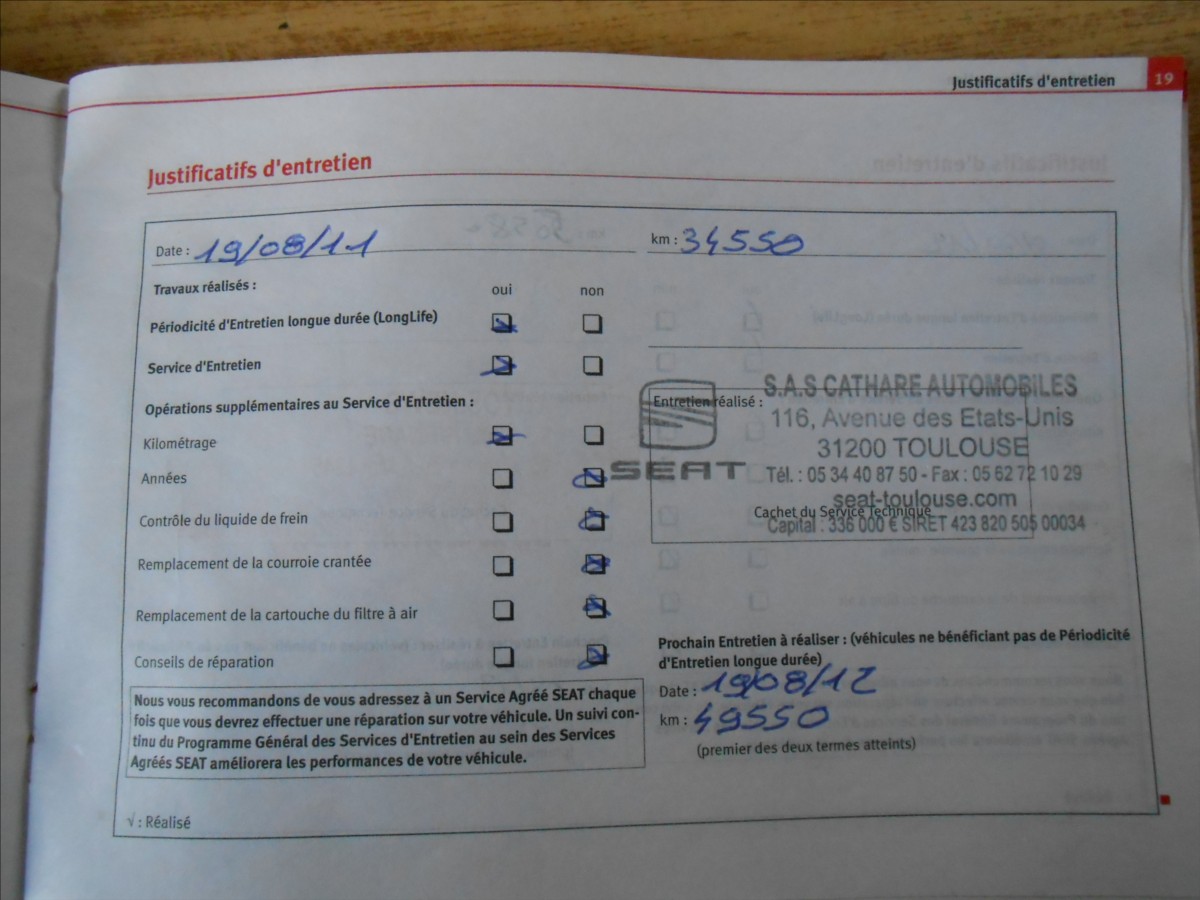 Justificatifs d'entretien 19
Justificatifs d'entretien
Date : 19/08/11
km : 34550
Travaux réalisés :
oui non
Périodicité d'Entretien longue durée (LongLife)
Service d'Entretien
Opérations supplémentaires au Service d'Entretien :
Kilométrage
Années
Contrôle du liquide de frein
Remplacement de la courroie crantée
Remplacement de la cartouche du filtre à air
Conseils de réparation
Nous vous recommandons de vous adressez à un Service Agréé SEAT chaque
fois que vous devrez effectuer une réparation sur votre véhicule. Un suivi con-
tinu du Programme Général des Services d'Entretien au sein des Services
Agréés SEAT améliorera les performances de votre véhicule.
√ : Réalisé
Entretien réalisé :
SEAT
S.A.S CATHARE AUTOMOBILES
116, Avenue des Etats-Unis
31200 TOULOUSE
Tél. : 05 34 40 87 50 - Fax : 05 62 72 10 29
seat-toulouse.com
Cachet du Service Technique
Capital : 336 000 € SIRET 423 820 505 00034
Prochain Entretien à réaliser : (véhicules ne bénéficiant pas de Périodicité
d'Entretien longue durée)
Date : 19/08/12
km : 49550
(premier des deux termes atteints)